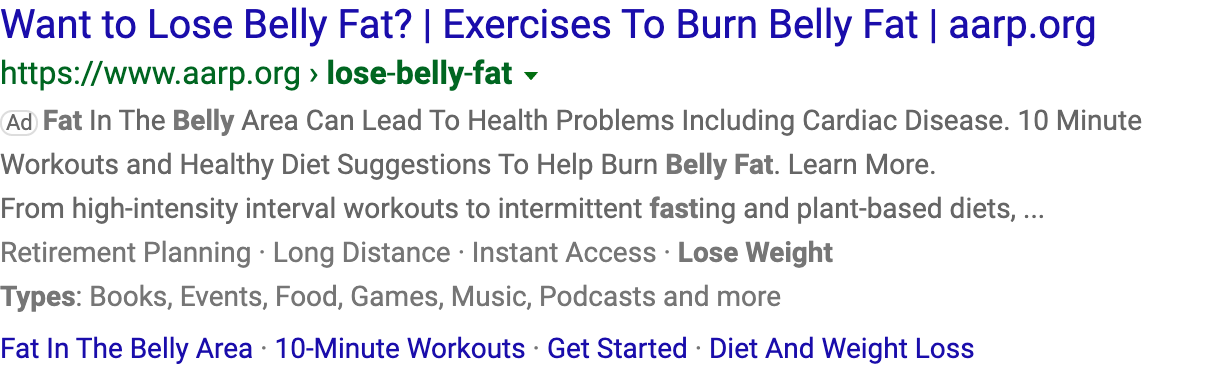 Want to Lose Belly Fat? | Exercises To Burn Belly Fat | aarp.org
https://www.aarp.org › lose-belly-fat
Ad Fat In The Belly Area Can Lead To Health Problems Including Cardiac Disease. 10 Minute
Workouts and Healthy Diet Suggestions To Help Burn Belly Fat. Learn More.
From high-intensity interval workouts to intermittent fasting and plant-based diets, ...
Retirement Planning · Long Distance · Instant Access · Lose Weight
Types: Books, Events, Food, Games, Music, Podcasts and more
Fat In The Belly Area · 10-Minute Workouts · Get Started · Diet And Weight Loss